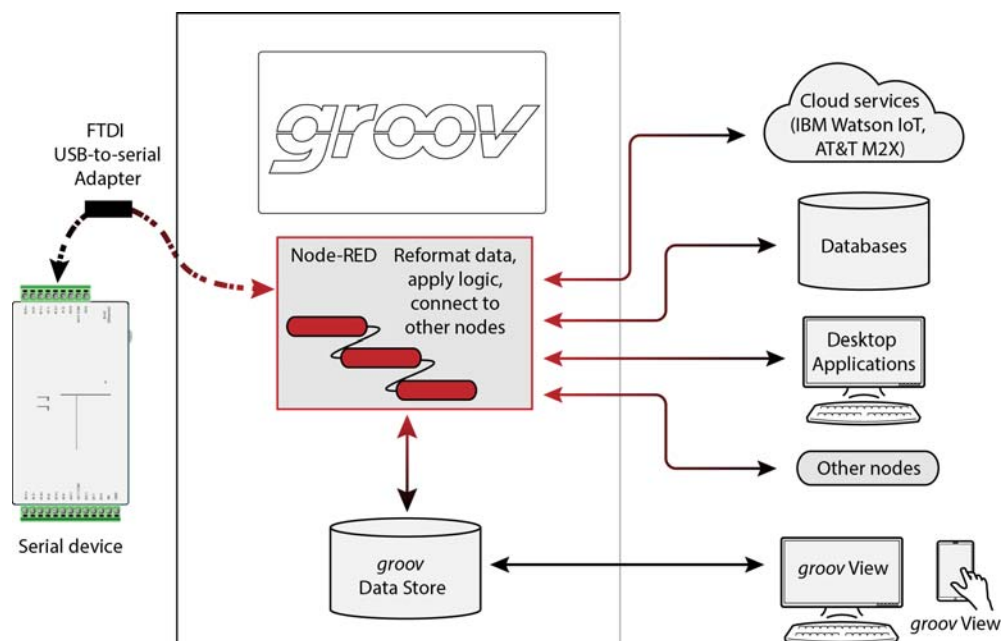 groov
FTDI
USB-to-serial
Adapter
Node-RED
Reformat data,
apply logic,
connect to
other nodes
Serial device
groov
Data Store
Cloud services
(IBM Watson IoT,
AT&T M2X)
Databases
Desktop
Applications
Other nodes
groov View
groov View